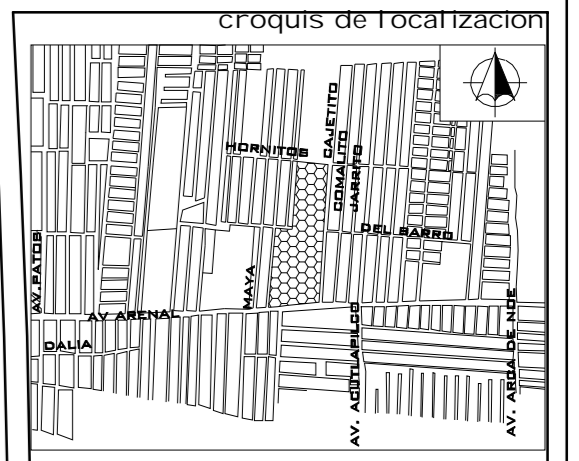 croquis de localizacion
CAJETITO
HORNITOS
COMALITO
JARRITO
DEL BARRO
AV.PATOS
MAYA
AV ARENAL
DALIA
AV. ACUTLAPILCO
AV. ARCA DE NOE